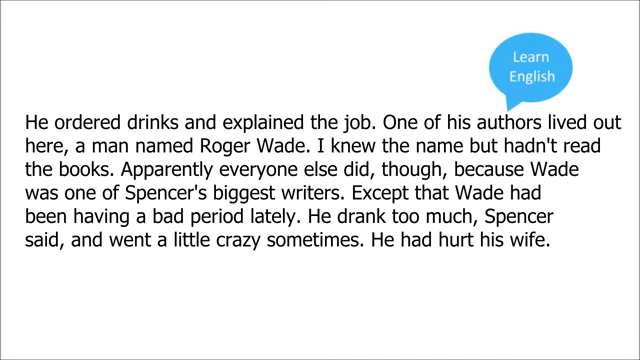 Learn
English
He ordered drinks and explained the job. One of his authors lived out
here, a man named Roger Wade. I knew the name but hadn't read
the books. Apparently everyone else did, though, because Wade
was one of Spencer's biggest writers. Except that Wade had
been having a bad period lately. He drank too much, Spencer
said, and went a little crazy sometimes. He had hurt his wife.